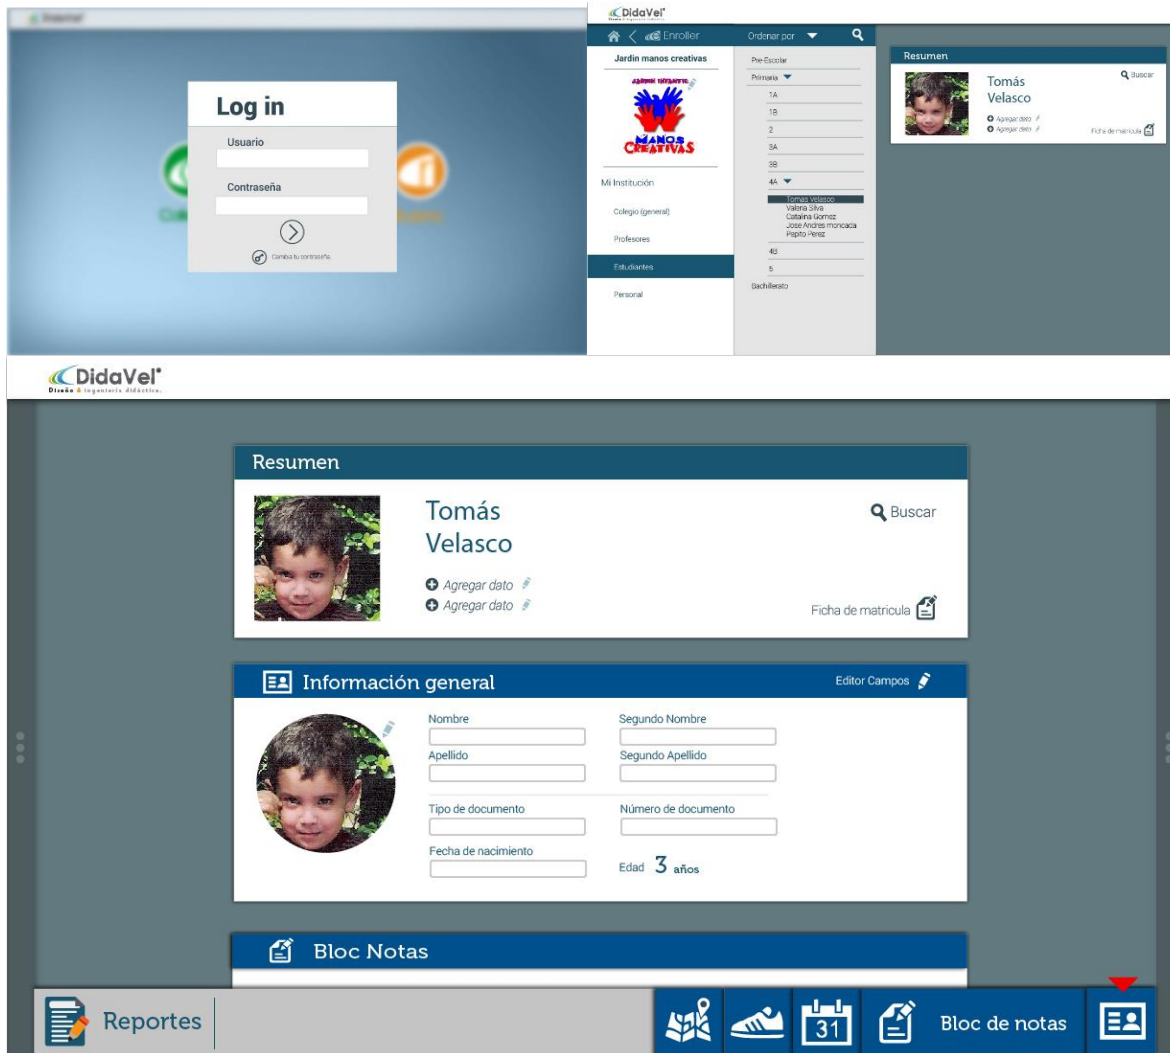 Log in
Usuario
Contraseña
Cambia tu contraseña
DidaVel
Enroller
Ordenar por
Jardin manos creativas
JARDIN INFANTIL
MANOS
CREATIVAS
Mi Institución
Colegio (general)
Profesores
Estudiantes
Personal
Pre-Escolar
Primaria
1A
1B
2
3A
3B
4A
Tomas Velasco
Valeria Silva
Catalina Gomez
Jose Andres moncada
Pepito Perez
4B
5
Bachillerato
Resumen
Tomás
Velasco
Buscar
Agregar dato
Agregar dato
Ficha de matricula
DidaVel
Diseño & ingeniería didáctica.
Resumen
Tomás
Velasco
Buscar
Agregar dato
Agregar dato
Ficha de matricula
Información general
Editor Campos
Nombre
Segundo Nombre
Apellido
Segundo Apellido
Tipo de documento
Número de documento
Fecha de nacimiento
Edad 3 años
Bloc Notas
Reportes
31
Bloc de notas